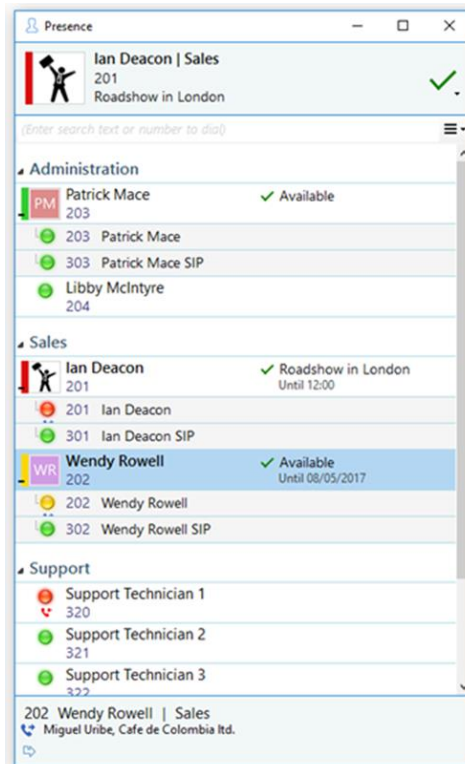 Presence
Ian Deacon | Sales
201
Roadshow in London
(Enter search text or number to dial)
Administration
PM
Patrick Mace
Available
203
203 Patrick Mace
303 Patrick Mace SIP
Libby McIntyre
204
Sales
Ian Deacon
Roadshow in London
201
Until 12:00
201 Ian Deacon
301 Ian Deacon SIP
WR
Wendy Rowell
Available
202
Until 08/05/2017
202 Wendy Rowell
302 Wendy Rowell SIP
Support
Support Technician 1
320
Support Technician 2
321
Support Technician 3
322
202 Wendy Rowell | Sales
Miguel Uribe, Cafe de Colombia ltd.